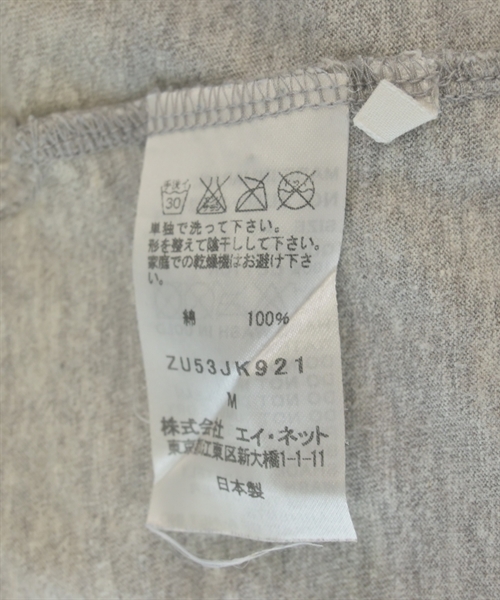 手洗イ
30
単独で洗って下さい。
形を整えて陰干しして下さい。
家庭での乾燥機はお避け下さ
い。
綿 100%
ZU53JK921
M
株式会社 エイ・ネット
東京都江東区新大橋1-1-11
日本製